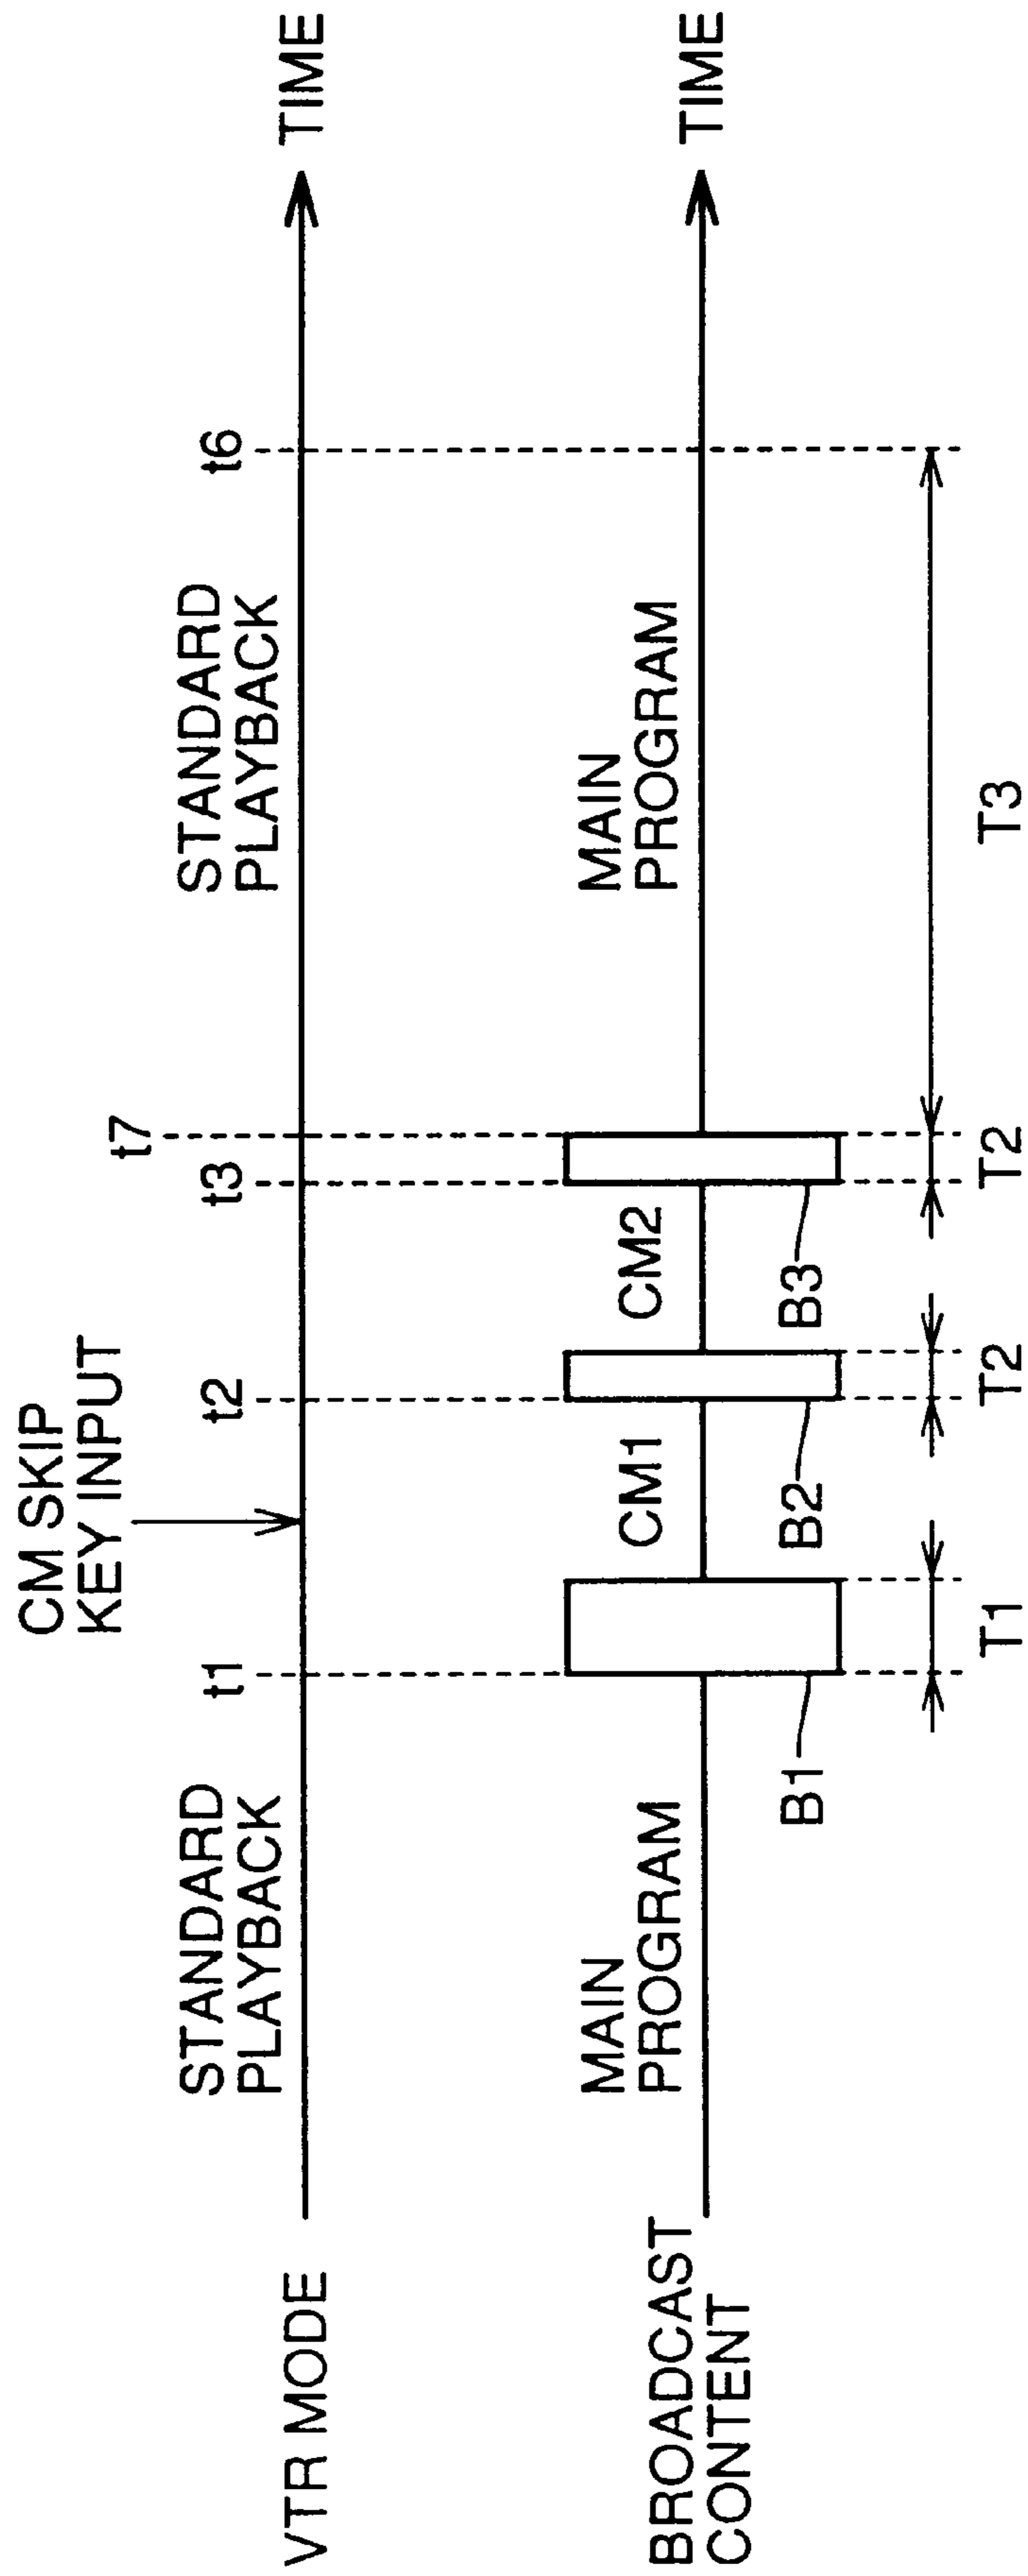 CM SKIP
KEY INPUT
t7
t1
t2
t3
t6
STANDARD
PLAYBACK
STANDARD
PLAYBACK
VTR MODE
TIME
MAIN
PROGRAM
CM1
CM2
MAIN
PROGRAM
BROADCAST
CONTENT
TIME
B1
B2
B3
T1
T2
T2
T3